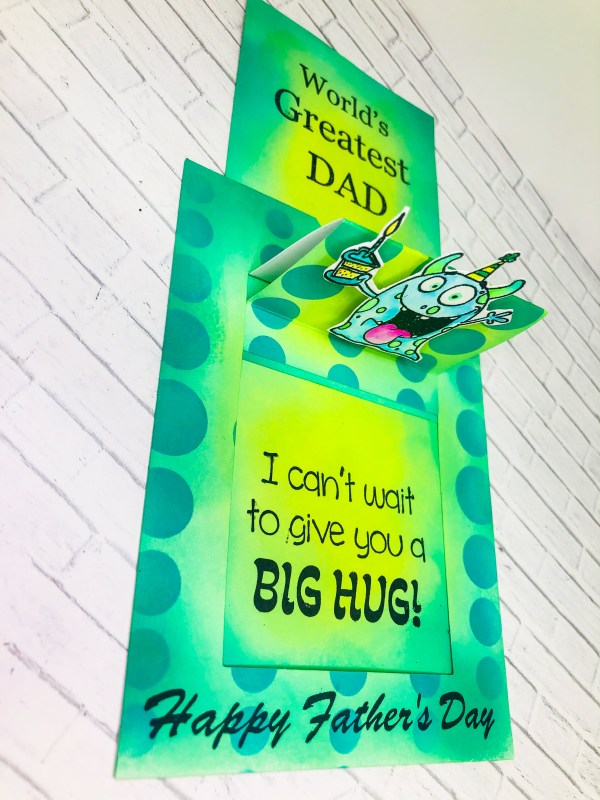 World's
Greatest
DAD
I can't wait
to give you a
BIG HUG!
Happy Father's Day